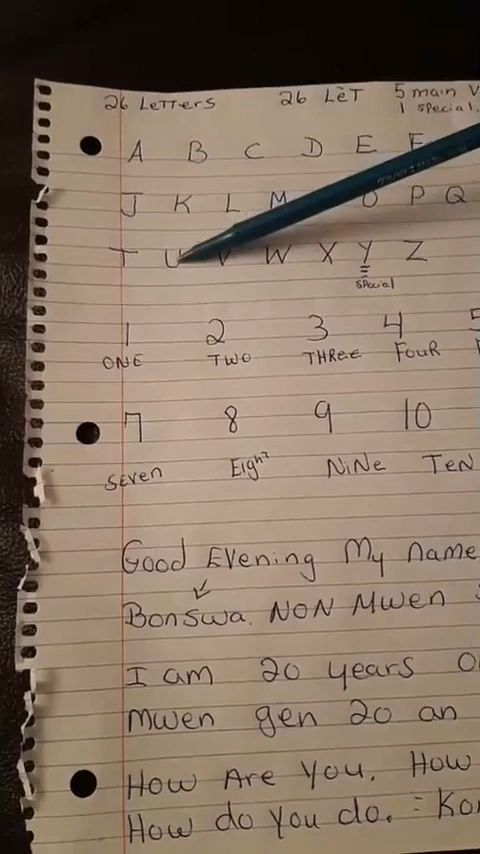 26 LeTTeRS 26 LèT 5 main V
1 SPecial.
A B C D E F
J K L M O P Q
T U V W X Y Z
SPecial
1 2 3 4 5
ONE TWO THReE FouR
7 8 9 10
SEVEN Eight NiNe TeN
Good Evening My name
Bonswa. NON Mwen
I am 20 years
mwen gen 20 an
How Are You. How
How do you do. =